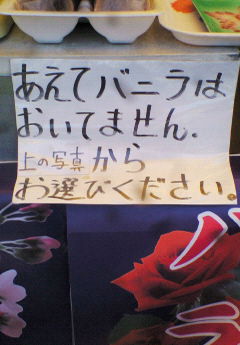 あえてバニラは
おいてません.
上の写真から
お選びください。
バ